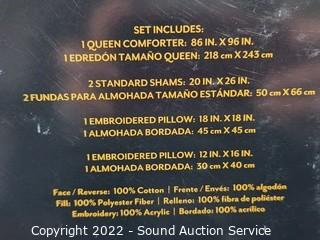 SET INCLUDES:
1 QUEEN COMFORTER: 86 IN. X 96 IN.
1 EDREDÓN TAMAÑO QUEEN: 218 cm X 243 cm
2 STANDARD SHAMS: 20 IN. X 26 IN.
2 FUNDAS PARA ALMOHADA TAMAÑO ESTÁNDAR: 50 cm X 66 cm
1 EMBROIDERED PILLOW: 18 IN. X 18 IN.
1 ALMOHADA BORDADA: 45 cm X 45 cm
1 EMBROIDERED PILLOW: 12 IN. X 16 IN.
1 ALMOHADA BORDADA: 30 cm X 40 cm
Face / Reverse: 100% Cotton | Frente / Envés: 100% algodón
Fill: 100% Polyester Fiber | Relleno: 100% fibra de poliéster
Embroidery: 100% Acrylic | Bordado: 100% acrílico
Copyright 2022 - Sound Auction Service